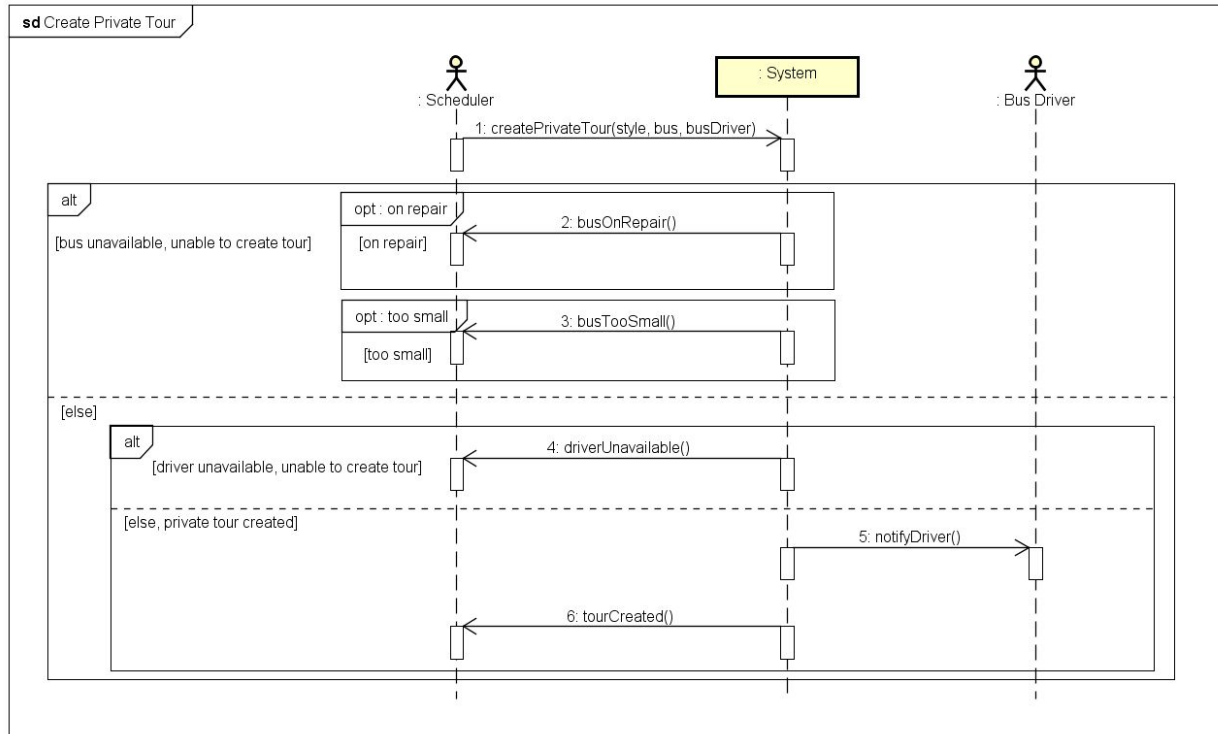 sd Create Private Tour
: Scheduler
: System
: Bus Driver
1: createPrivateTour(style, bus, busDriver)
alt
opt : on repair
2: busOnRepair()
[bus unavailable, unable to create tour]
[on repair]
opt : too small
3: busTooSmall()
[too small]
[else]
alt
4: driverUnavailable()
[driver unavailable, unable to create tour]
[else, private tour created]
5: notifyDriver()
6: tourCreated()